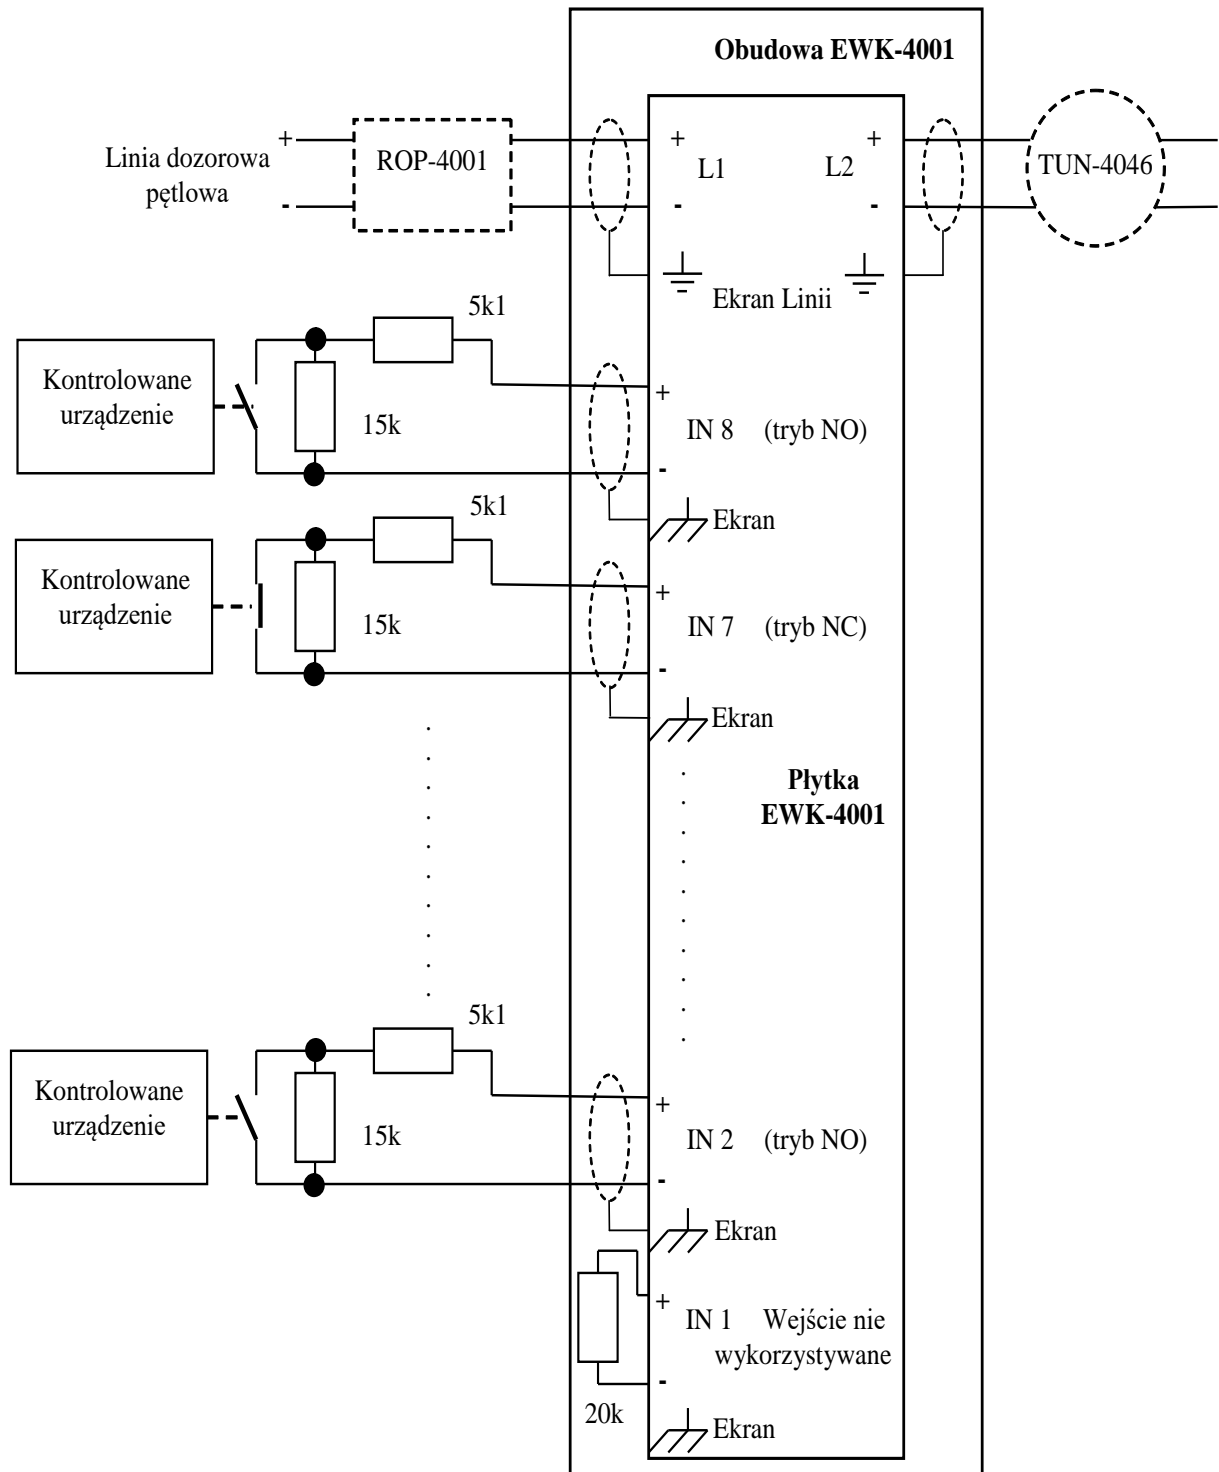 Obudowa EWK-4001
+
Linia dozorowa
pętlowa
-
ROP-4001
+
L1
-
+
L2
-
TUN-4046
Ekran Linii
5k1
Kontrolowane
urządzenie
15k
+
IN 8 (tryb NO)
-
Ekran
5k1
Kontrolowane
urządzenie
15k
+
IN 7 (tryb NC)
-
Ekran
Płytka
EWK-4001
5k1
Kontrolowane
urządzenie
15k
+
IN 2 (tryb NO)
-
Ekran
+
IN 1 Wejście nie
wykorzystywane
-
20k
Ekran